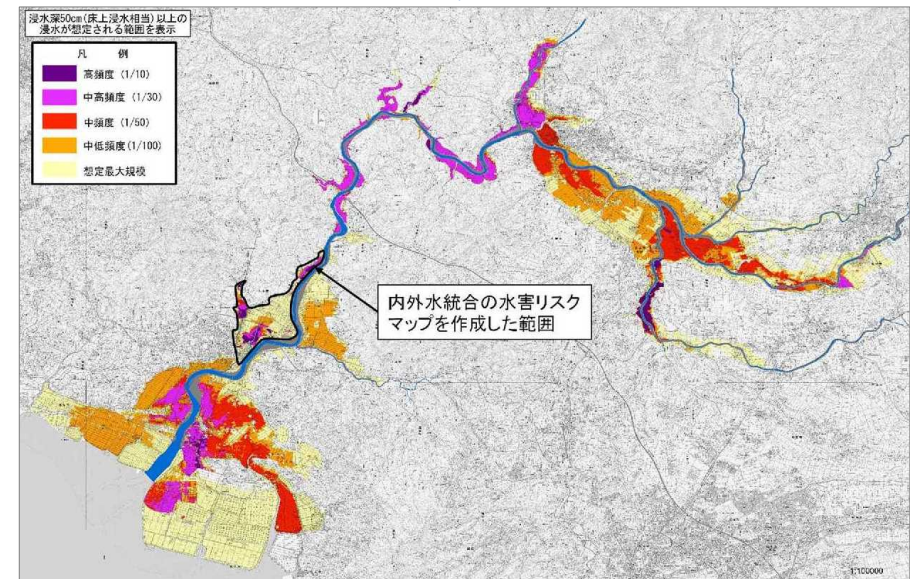 浸水深50cm(床上浸水相当)以上の
浸水が想定される範囲を表示
凡 例
高頻度(1/10)
中高頻度(1/30)
中頻度(1/50)
中低頻度(1/100)
想定最大規模
内外水統合の水害リスク
マップを作成した範囲
1:100000